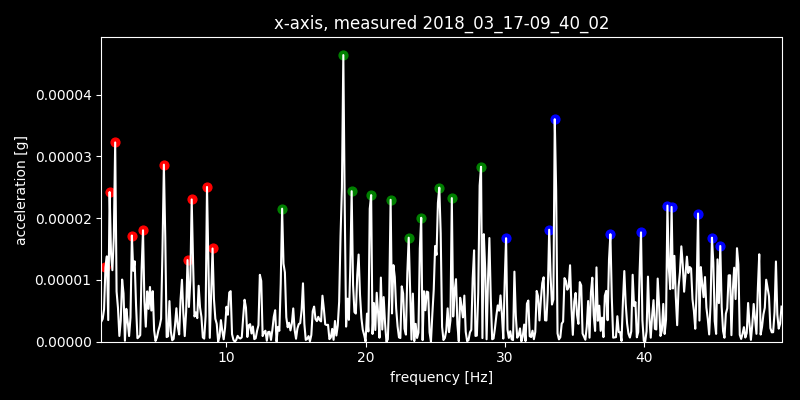 x-axis, measured 2018_03_17-09_40_02
acceleration [g]
0.00004
0.00003
0.00002
0.00001
0.00000
10 20 30 40
frequency [Hz]